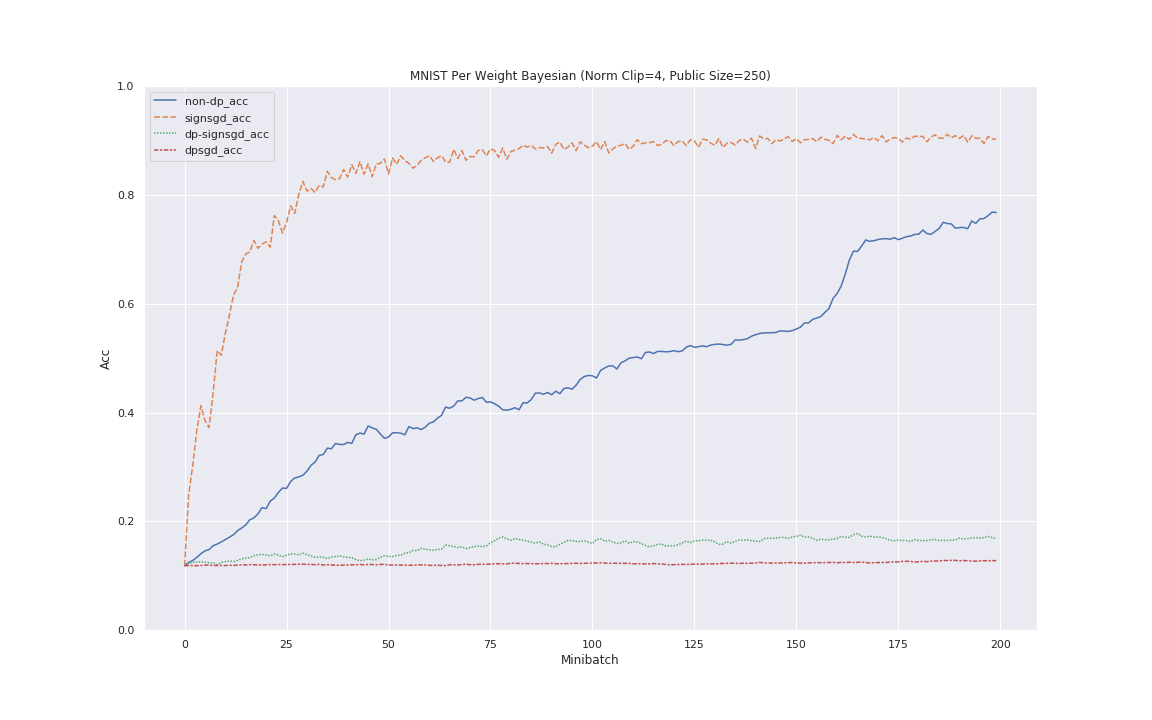 MNIST Per Weight Bayesian (Norm Clip=4, Public Size=250)
1.0
0.8
0.6
0.4
0.2
0.0
Acc
non-dp_acc
signsgd_acc
dp-signsgd_acc
dpsgd_acc
0 25 50 75 100 125 150 175 200
Minibatch